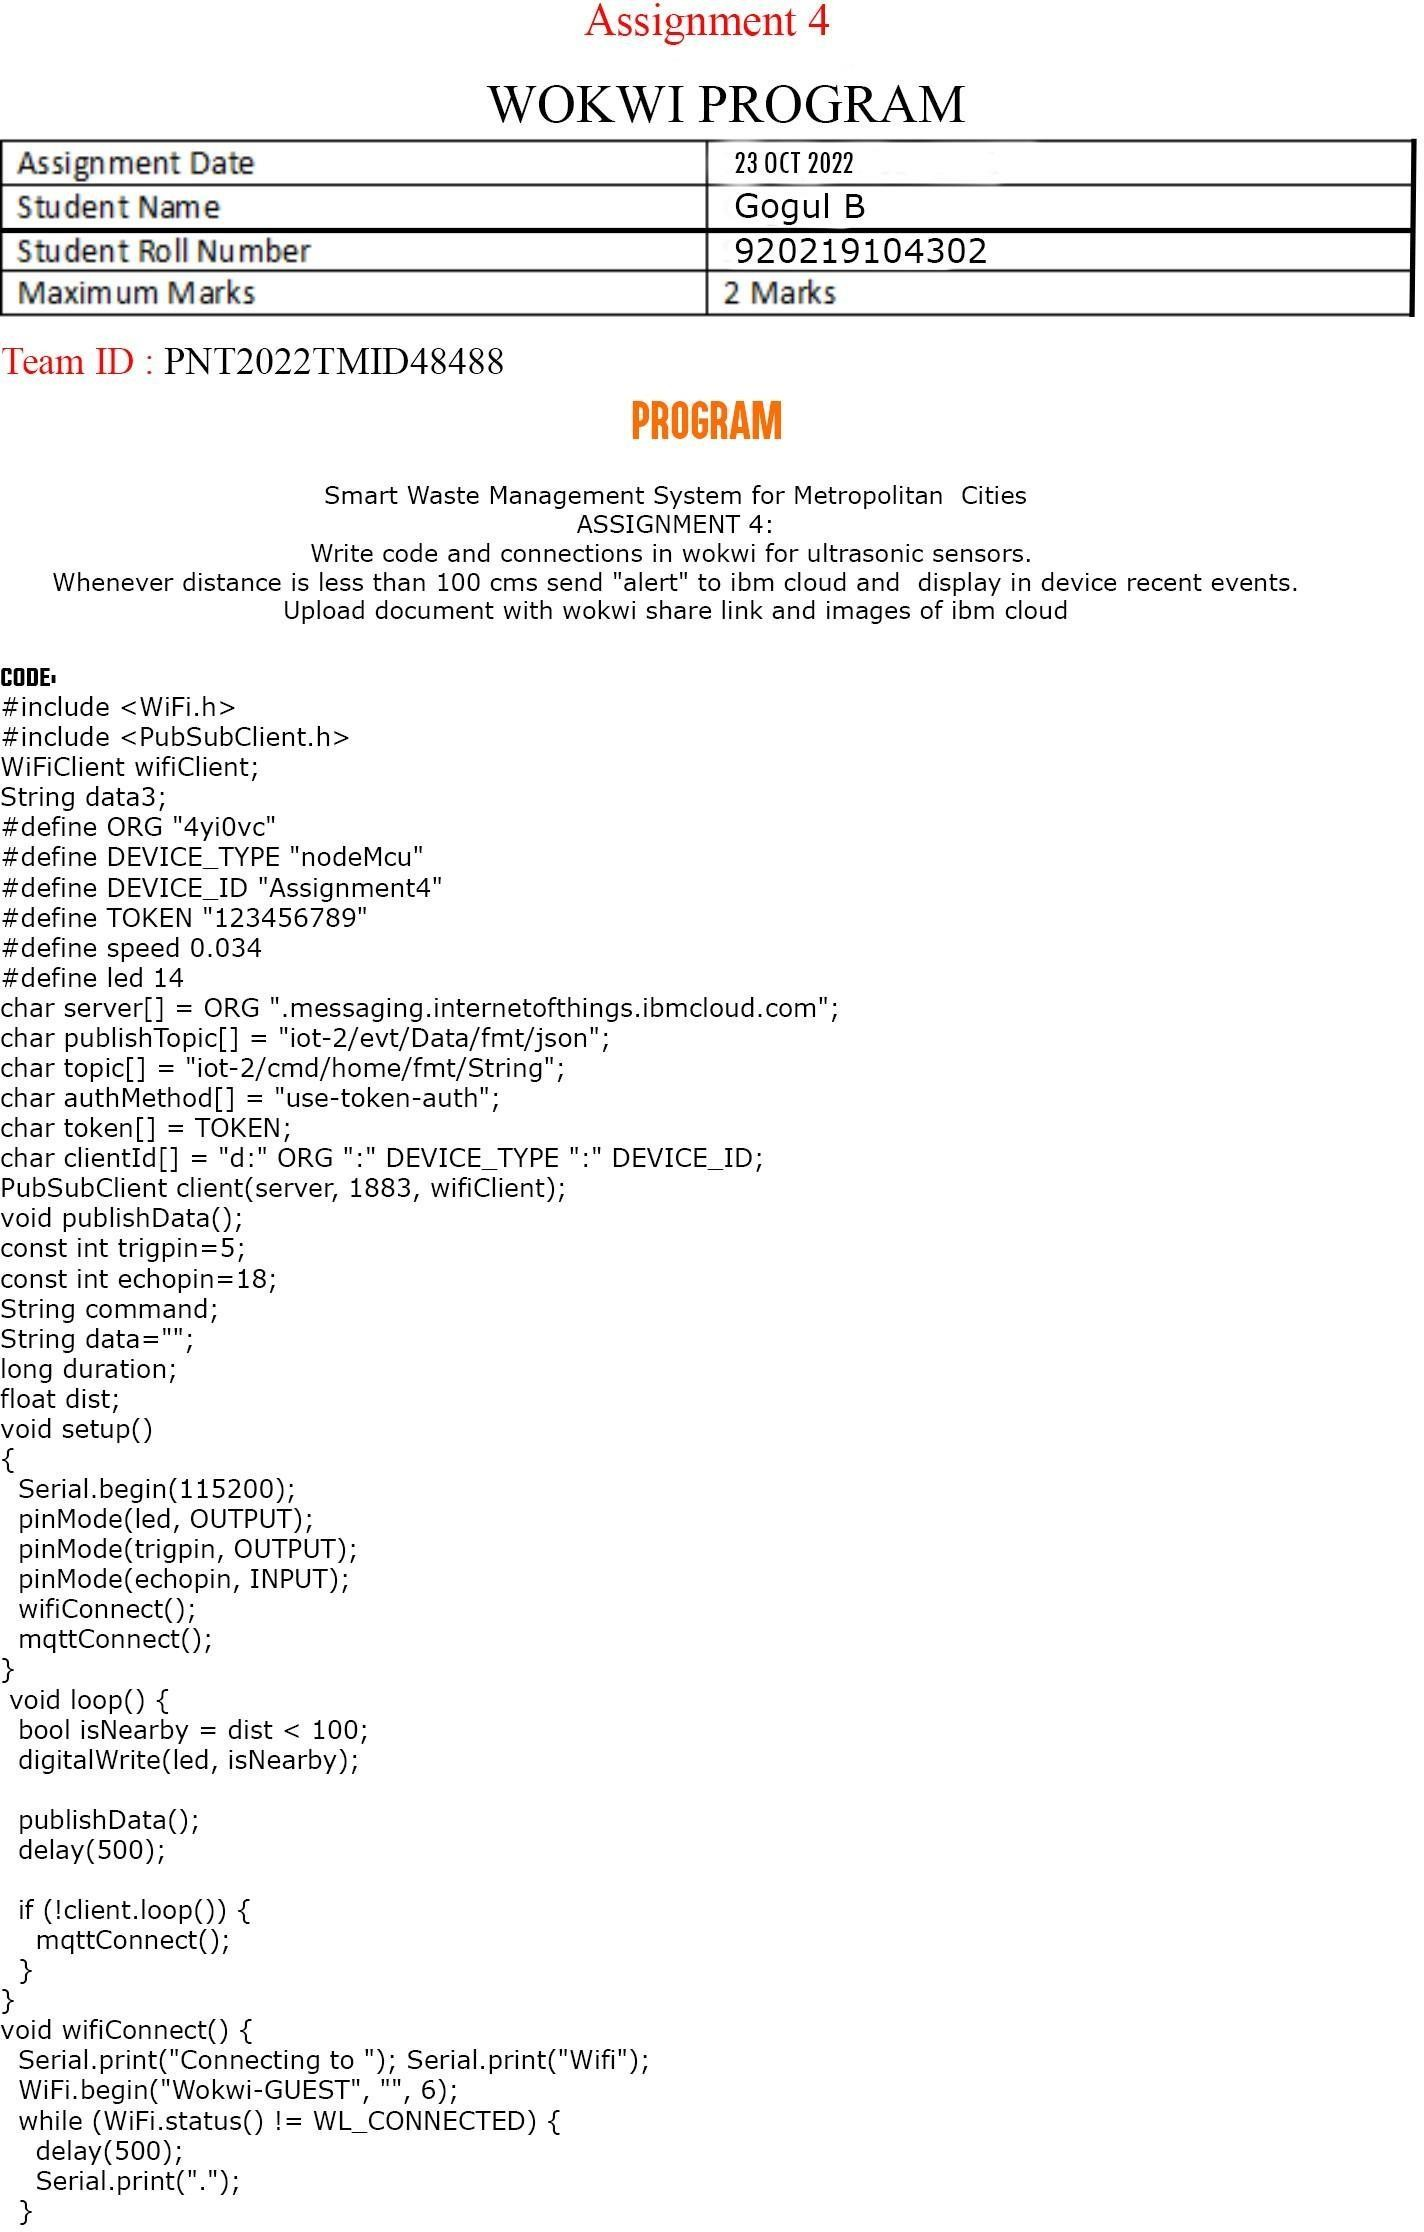 Assignment 4
WOKWI PROGRAM
Assignment Date 23 OCT 2022
Student Name Gogul B
Student Roll Number 920219104302
Maximum Marks 2 Marks
Team ID : PNT2022TMID48488
PROGRAM
Smart Waste Management System for Metropolitan  Cities
ASSIGNMENT 4:
Write code and connections in wokwi for ultrasonic sensors.
Whenever distance is less than 100 cms send "alert" to ibm cloud and  display in device recent events.
Upload document with wokwi share link and images of ibm cloud
CODE:
#include <WiFi.h>
#include <PubSubClient.h>
WiFiClient wifiClient;
String data3;
#define ORG "4yi0vc"
#define DEVICE_TYPE "nodeMcu"
#define DEVICE_ID "Assignment4"
#define TOKEN "123456789"
#define speed 0.034
#define led 14
char server[] = ORG ".messaging.internetofthings.ibmcloud.com";
char publishTopic[] = "iot-2/evt/Data/fmt/json";
char topic[] = "iot-2/cmd/home/fmt/String";
char authMethod[] = "use-token-auth";
char token[] = TOKEN;
char clientId[] = "d:" ORG ":" DEVICE_TYPE ":" DEVICE_ID;
PubSubClient client(server, 1883, wifiClient);
void publishData();
const int trigpin=5;
const int echopin=18;
String command;
String data="";
long duration;
float dist;
void setup()
{
  Serial.begin(115200);
  pinMode(led, OUTPUT);
  pinMode(trigpin, OUTPUT);
  pinMode(echopin, INPUT);
  wifiConnect();
  mqttConnect();
}
 void loop() {
  bool isNearby = dist < 100;
  digitalWrite(led, isNearby);
  publishData();
  delay(500);
  if (!client.loop()) {
    mqttConnect();
  }
}
void wifiConnect() {
  Serial.print("Connecting to "); Serial.print("Wifi");
  WiFi.begin("Wokwi-GUEST", "", 6);
  while (WiFi.status() != WL_CONNECTED) {
    delay(500);
    Serial.print(".");
  }